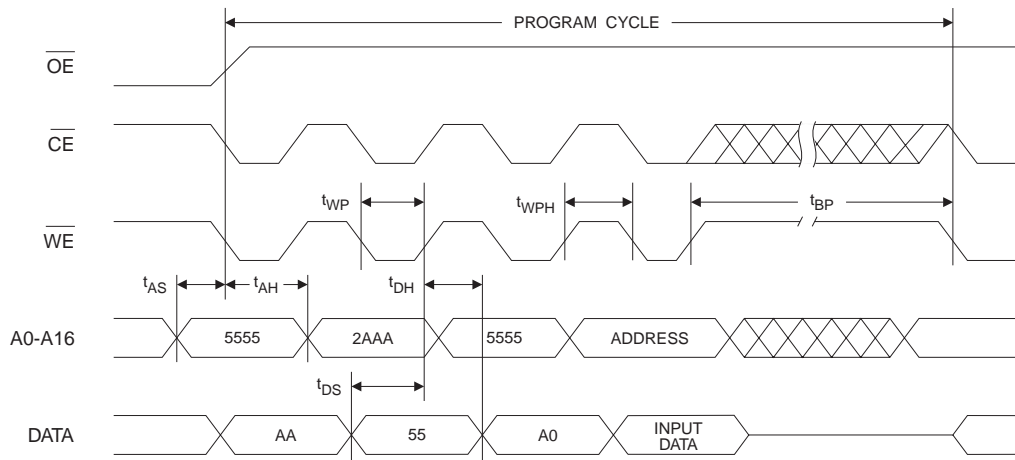 PROGRAM CYCLE
OE
CE
tWP
tWPH
tBP
WE
tAS
tAH
tDH
A0-A16
5555
2AAA
5555
ADDRESS
tDS
DATA
AA
55
A0
INPUT
DATA